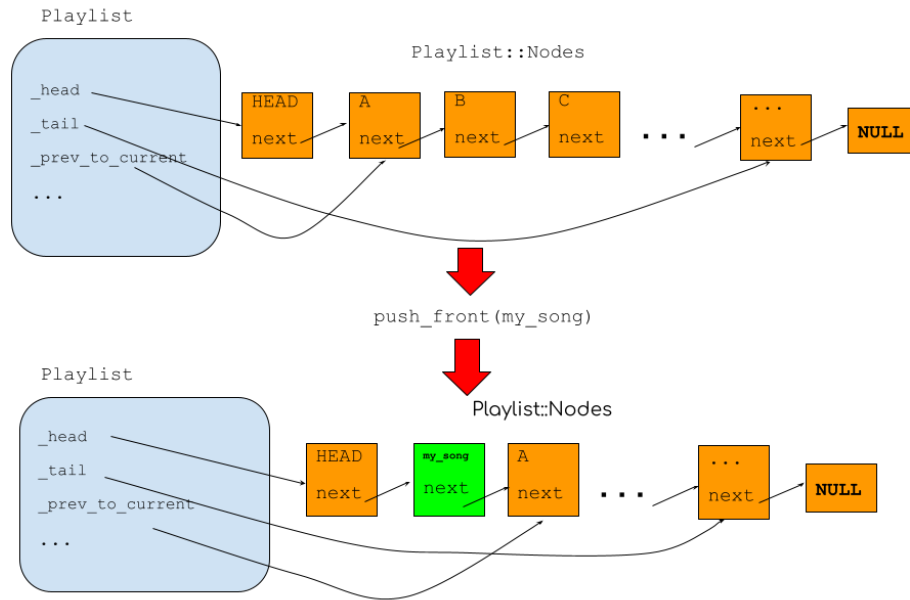 Playlist
Playlist::Nodes
_head
_tail
_prev_to_current
...
HEAD
next
A
next
B
next
C
next
...
...
next
NULL
push_front(my_song)
Playlist
Playlist::Nodes
_head
_tail
_prev_to_current
...
HEAD
next
my_song
next
A
next
...
...
next
NULL